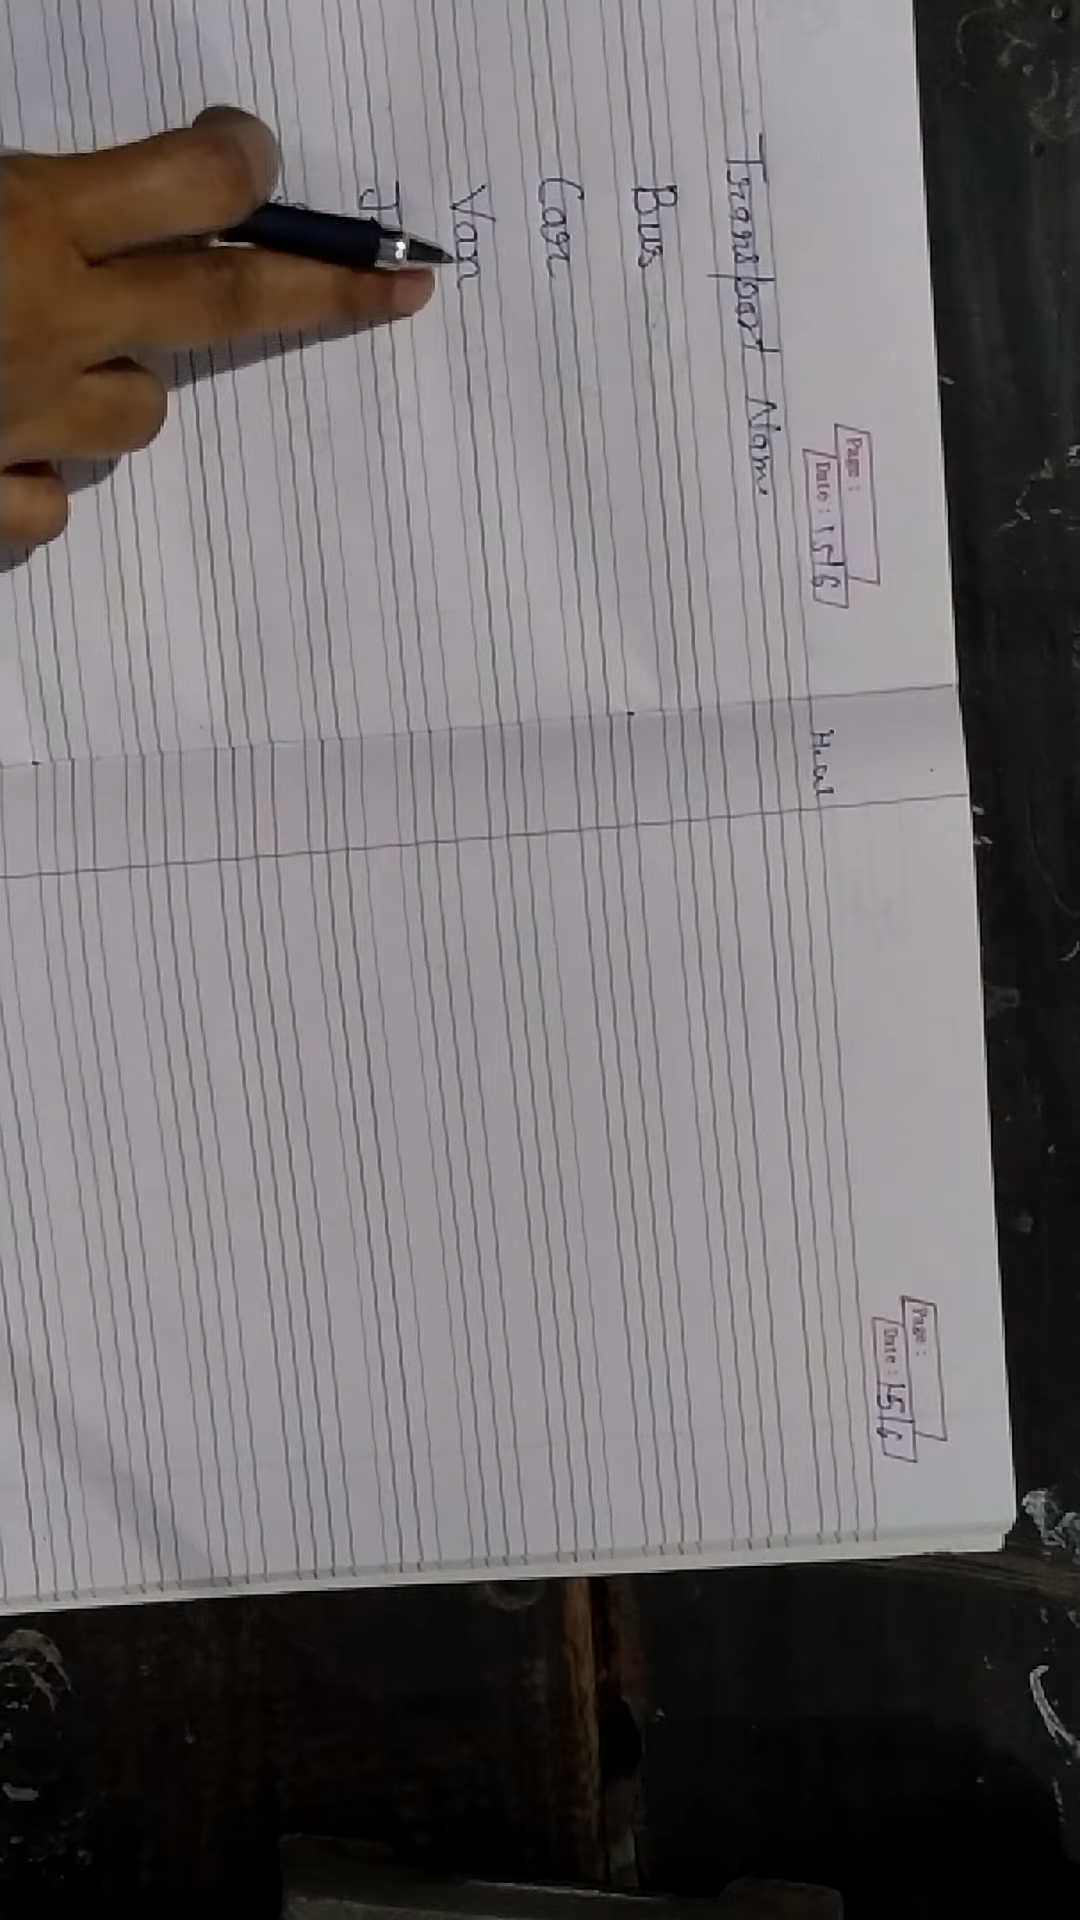 Page :
Date : 15/6
Transport Name
Bus
Car
Van
H.w
Page :
Date : 15/6